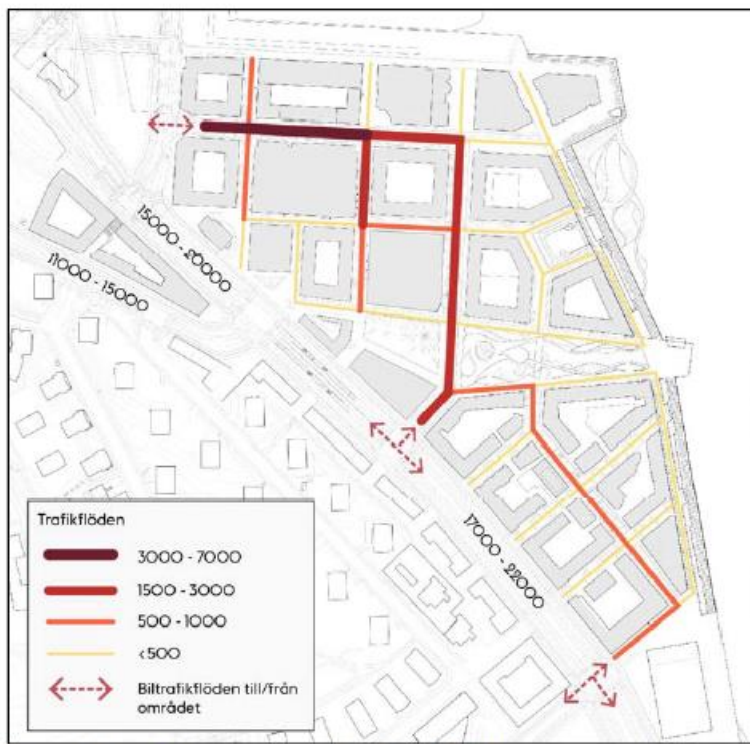 15000 - 20000
11000 - 15000
17000 - 22000
Trafikflöden
3000 - 7000
1500 - 3000
500 - 1000
<500
Biltrafikflöden till/från
området